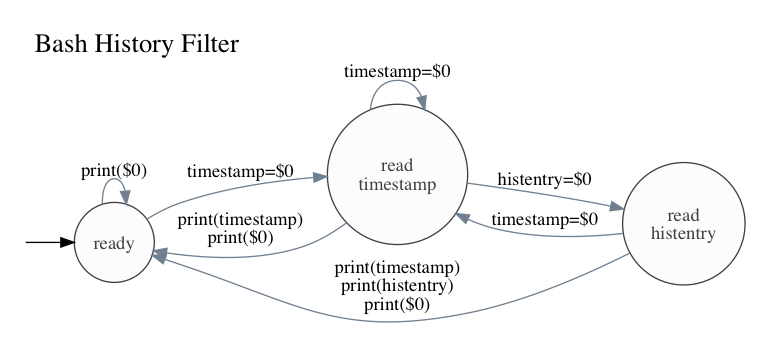 Bash History Filter
timestamp=$0
print($0)
timestamp=$0
read
timestamp
histentry=$0
timestamp=$0
read
histentry
ready
print(timestamp)
print($0)
print(timestamp)
print(histentry)
print($0)